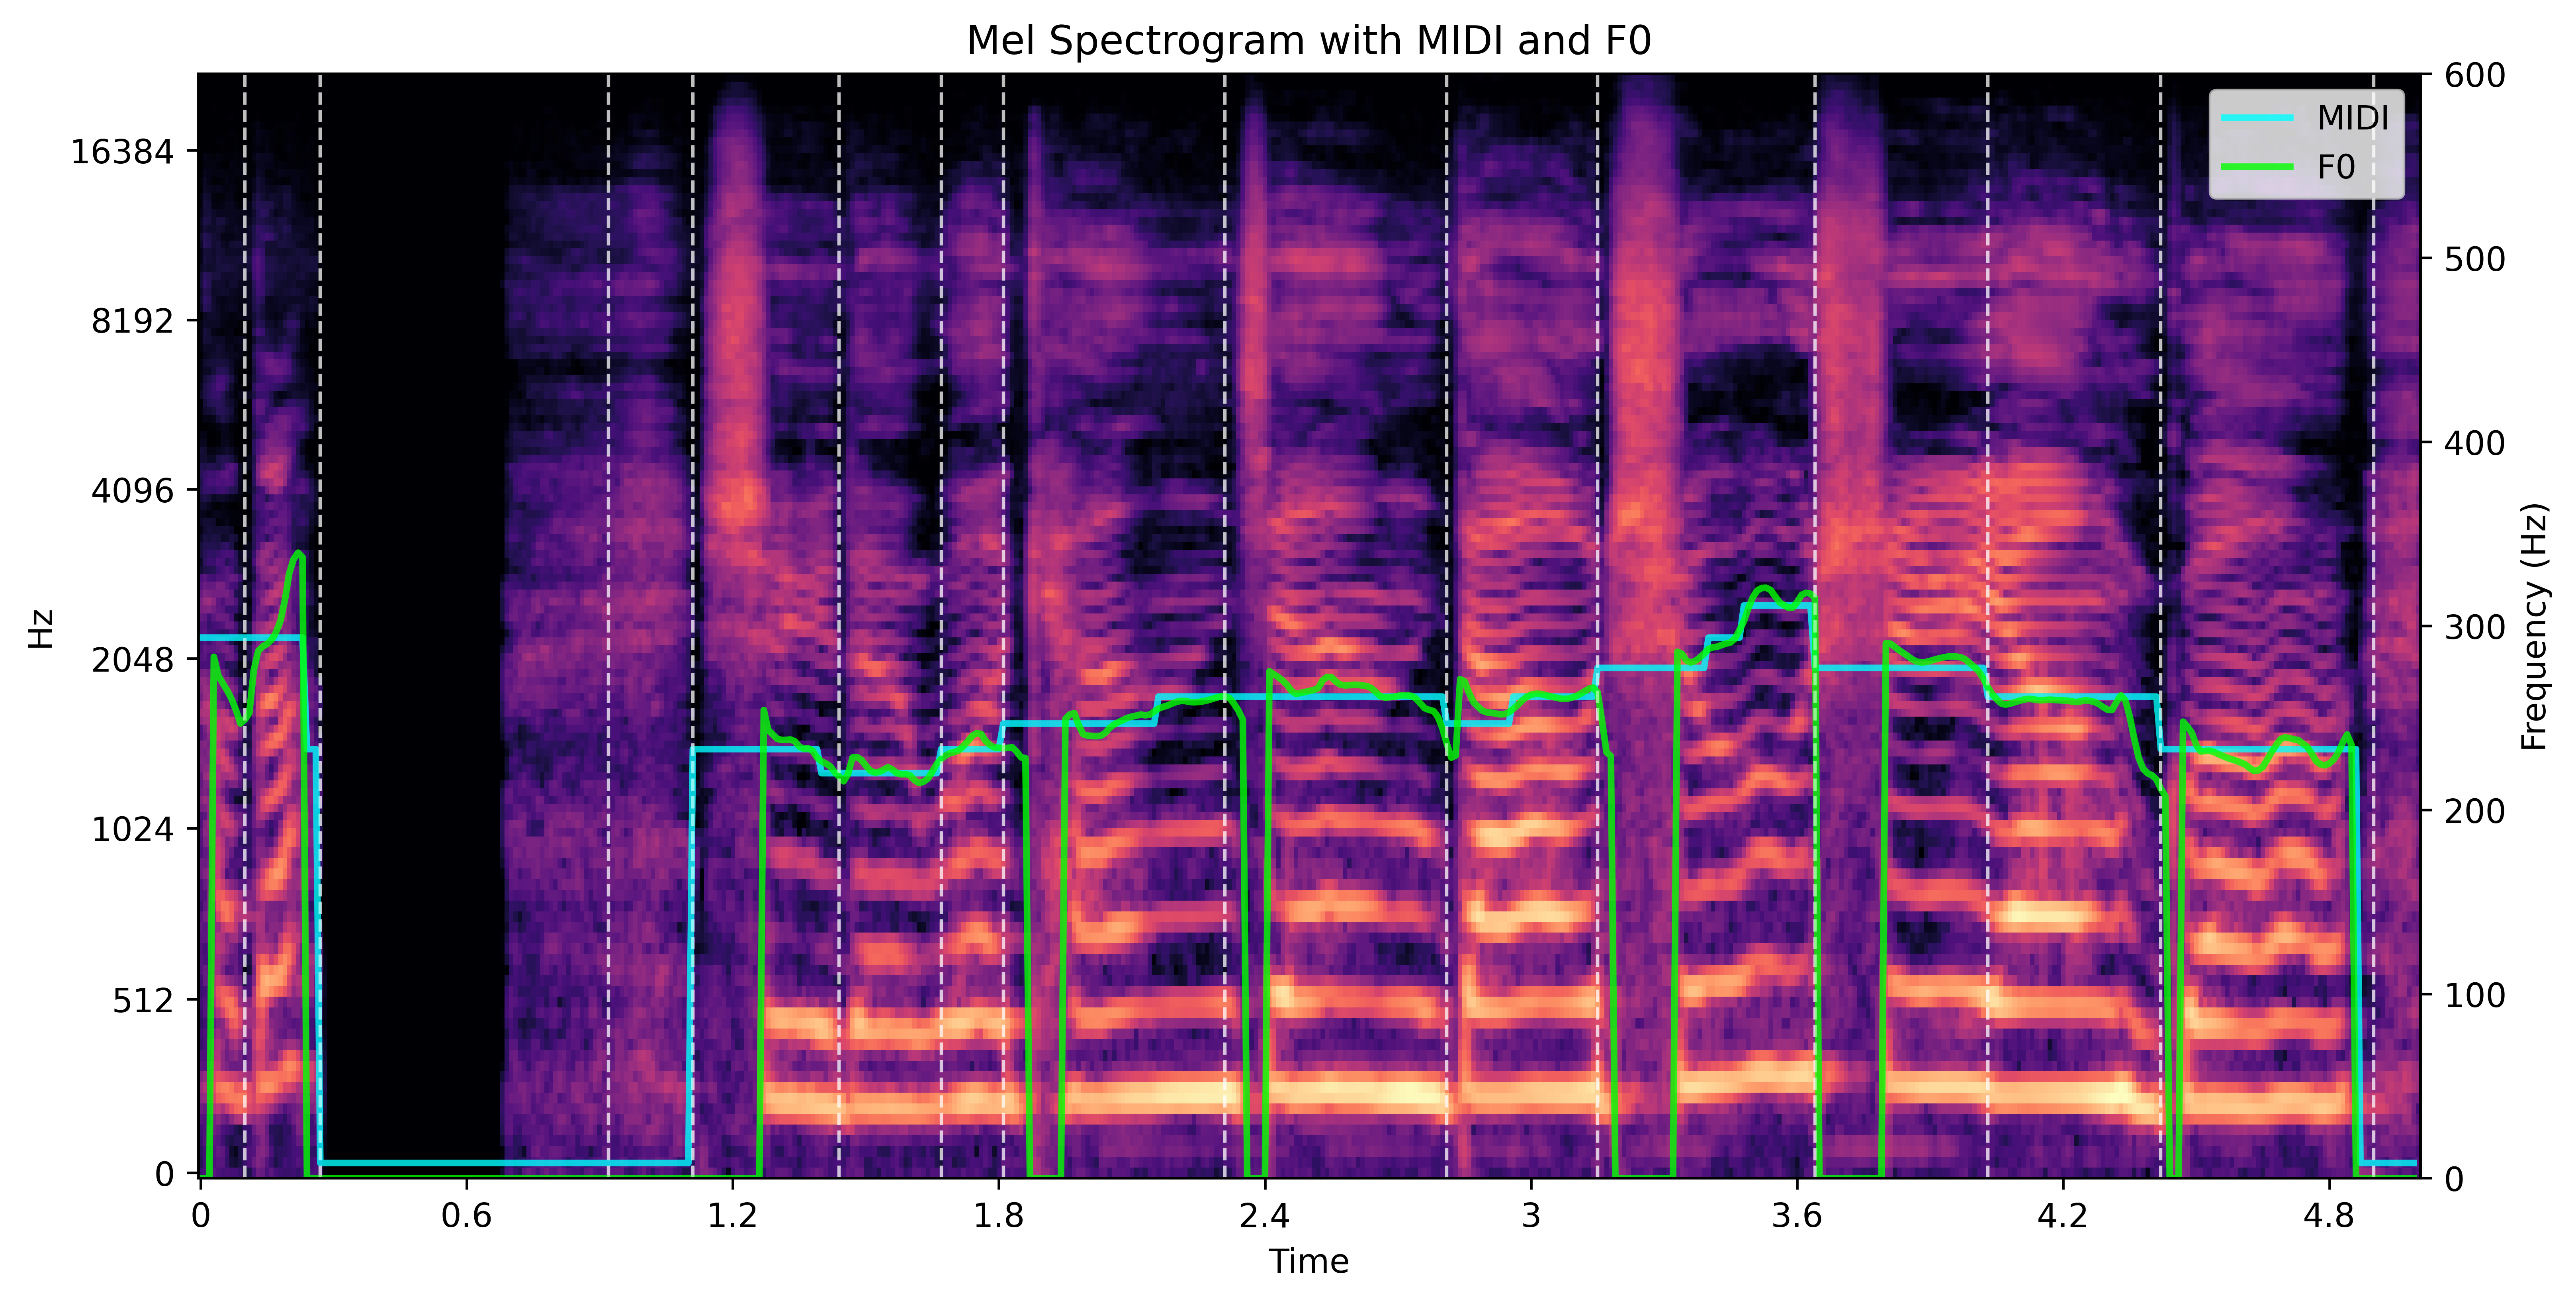 Mel Spectrogram with MIDI and F0
MIDI
F0
16384
8192
4096
2048
1024
512
0
Hz
600
500
400
300
200
100
0
Frequency (Hz)
0 0.6 1.2 1.8 2.4 3 3.6 4.2 4.8
Time